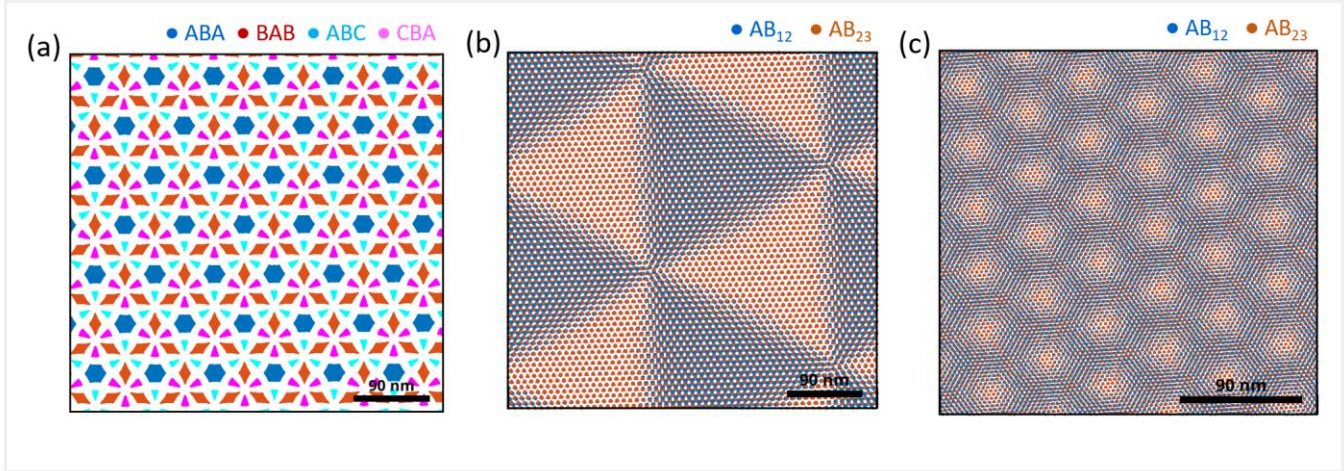 (a)
ABA BAB ABC CBA
90 nm
(b)
AB₁₂ AB₂₃
90 nm
(c)
AB₁₂ AB₂₃
90 nm